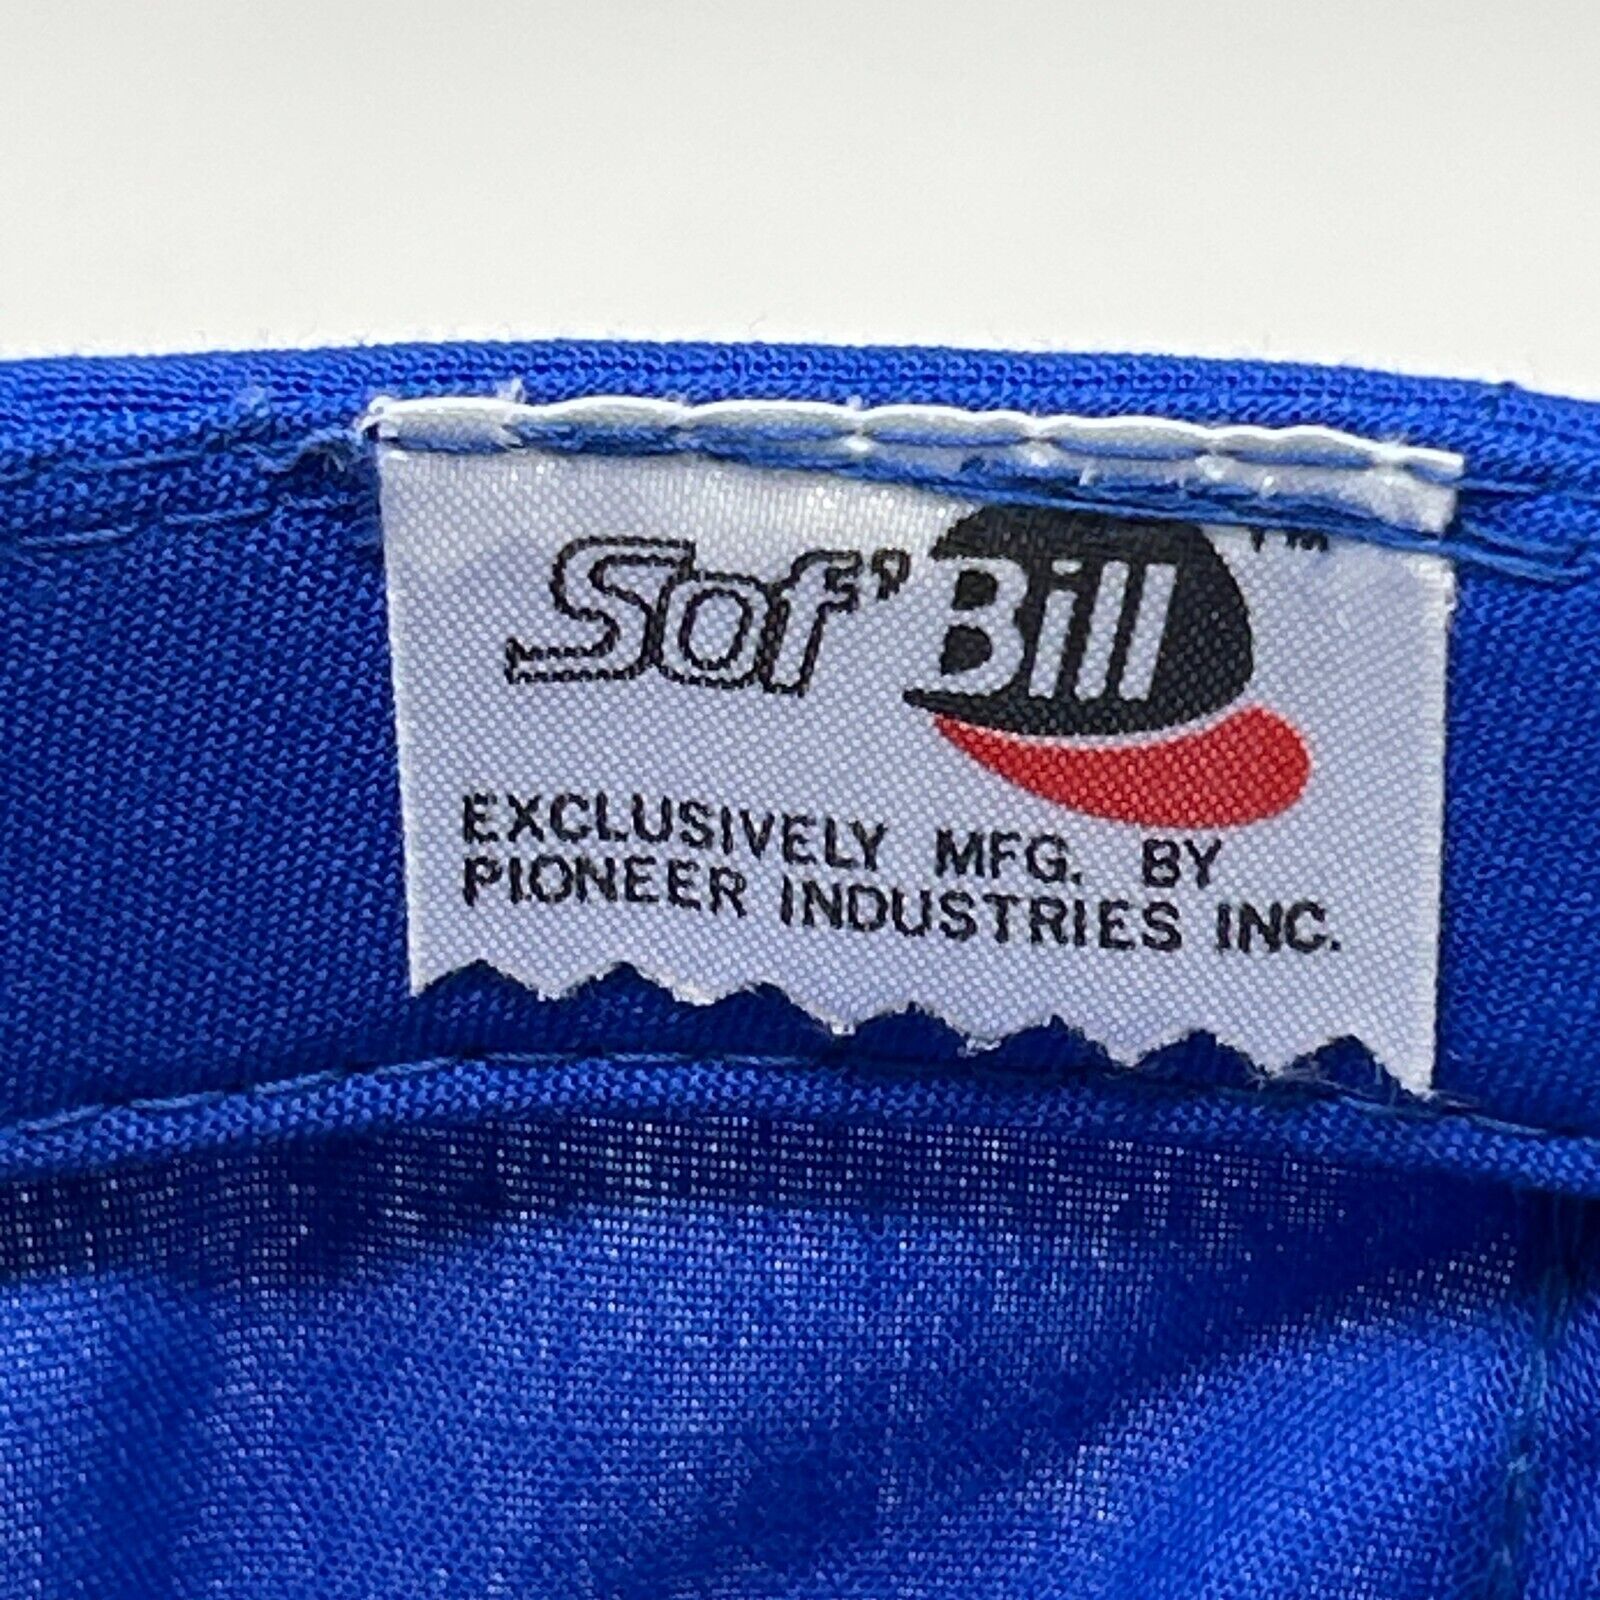 Sof' Bill™
EXCLUSIVELY MFG. BY
PIONEER INDUSTRIES INC.